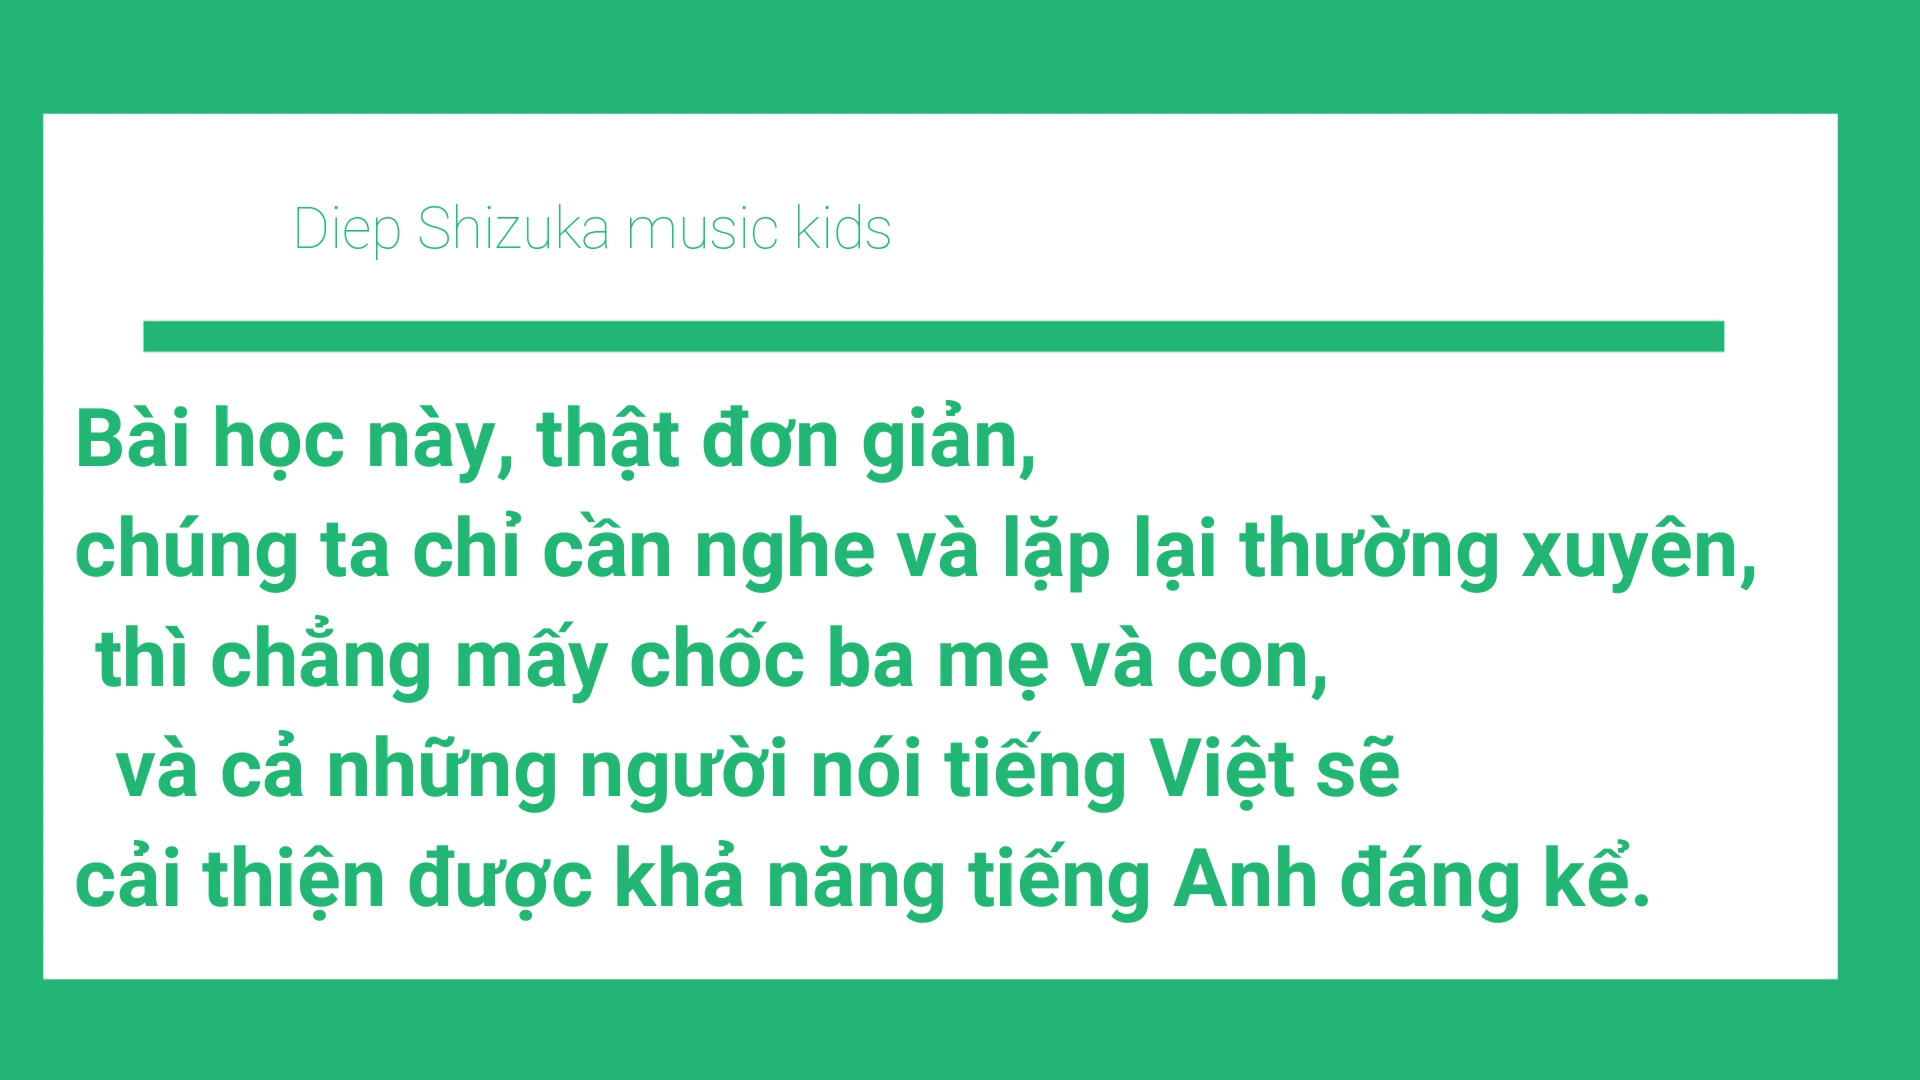 Diep Shizuka music kids
Bài học này, thật đơn giản,
chúng ta chỉ cần nghe và lặp lại thường xuyên,
thì chẳng mấy chốc ba mẹ và con,
và cả những người nói tiếng Việt sẽ
cải thiện được khả năng tiếng Anh đáng kể.